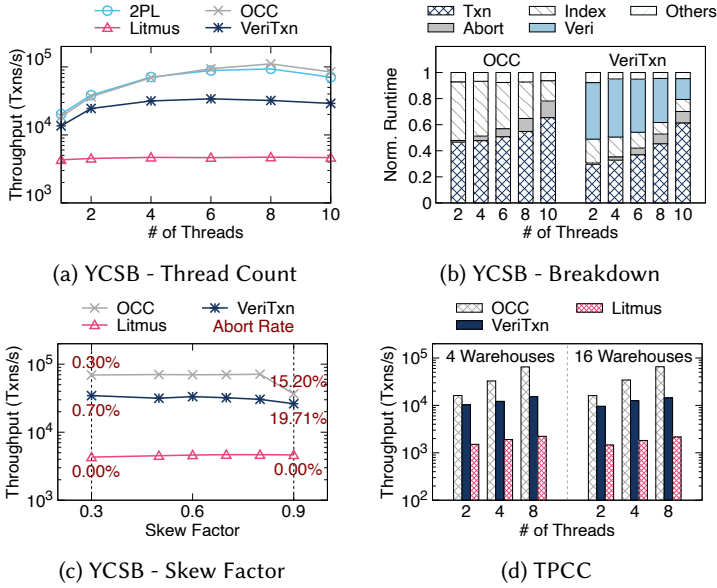 2PL OCC
Litmus VeriTxn
Throughput (Txns/s)
10^5
10^4
10^3
2 4 6 8 10
# of Threads
(a) YCSB - Thread Count
Txn Index Others
Abort Veri
OCC VeriTxn
Norm. Runtime
1
0.8
0.6
0.4
0.2
0
2 4 6 8 10 2 4 6 8 10
# of Threads
(b) YCSB - Breakdown
OCC VeriTxn
Litmus Abort Rate
Throughput (Txns/s)
10^5
10^4
10^3
0.30% 15.20%
0.70% 19.71%
0.00% 0.00%
0.3 0.6 0.9
Skew Factor
(c) YCSB - Skew Factor
OCC Litmus
VeriTxn
4 Warehouses 16 Warehouses
Throughput (Txns/s)
10^5
10^4
10^3
10^2
2 4 8 2 4 8
# of Threads
(d) TPCC